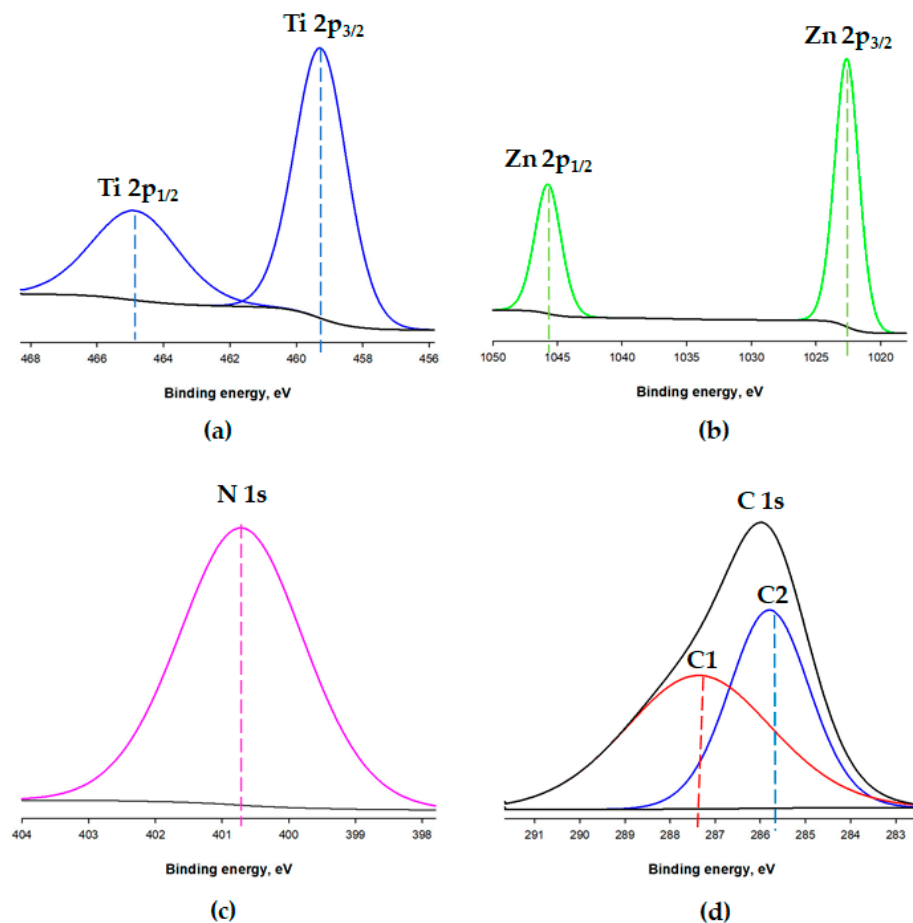 Ti 2p3/2
Ti 2p1/2
468 466 464 462 460 458 456
Binding energy, eV
(a)
Zn 2p3/2
Zn 2p1/2
1050 1045 1040 1035 1030 1025 1020
Binding energy, eV
(b)
N 1s
404 403 402 401 400 399 398
Binding energy, eV
(c)
C 1s
C2
C1
291 290 289 288 287 286 285 284 283
Binding energy, eV
(d)